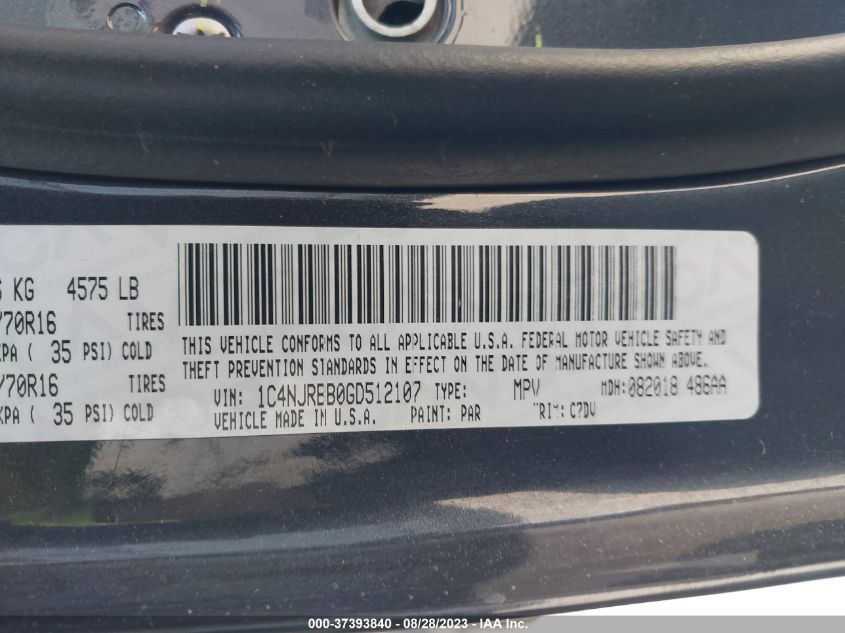 KG 4575 LB
/70R16 TIRES
KPA ( 35 PSI) COLD
/70R16 TIRES
KPA ( 35 PSI) COLD
THIS VEHICLE CONFORMS TO ALL APPLICABLE U.S.A. FEDERAL MOTOR VEHICLE SAFETY AND
THEFT PREVENTION STANDARDS IN EFFECT ON THE DATE OF MANUFACTURE SHOWN ABOVE.
VIN: 1C4NJREB0GD512107 TYPE: MPV MDH: 082018 486AA
VEHICLE MADE IN U.S.A. PAINT: PAR TRIM: C7DV
000-37393840 - 08/28/2023 - IAA Inc.